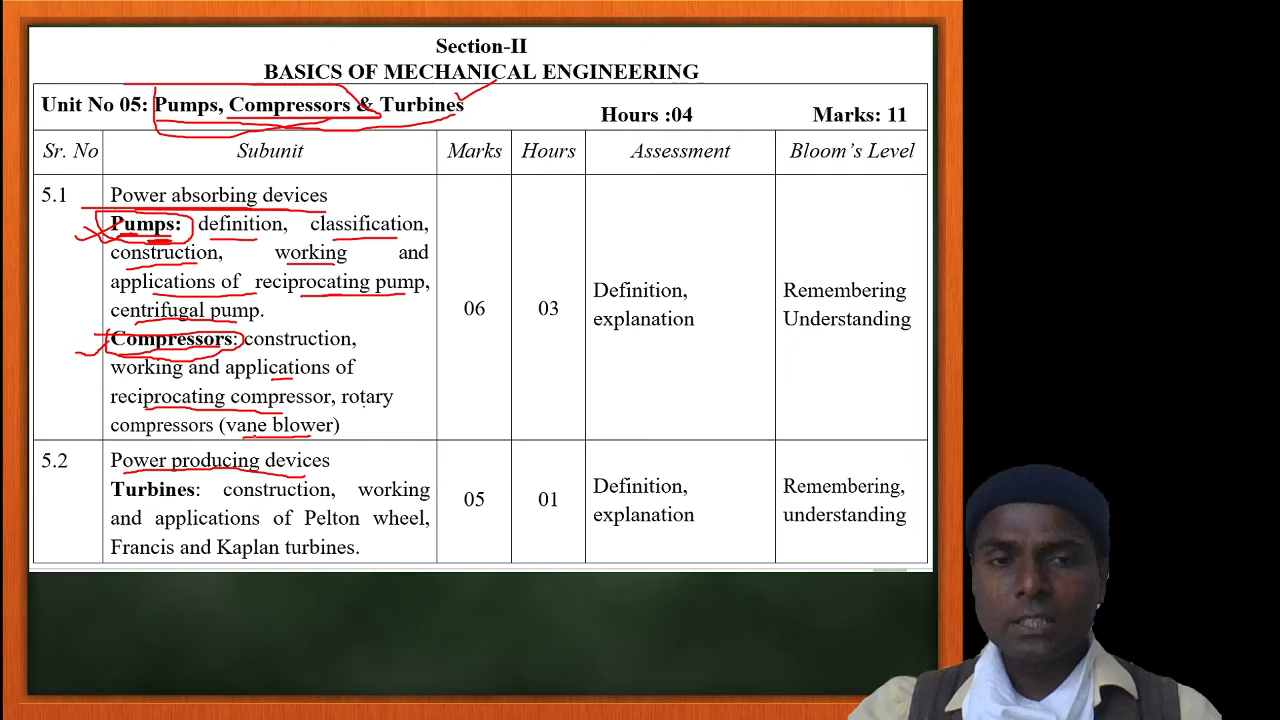 Section-II
BASICS OF MECHANICAL ENGINEERING
Unit No 05: Pumps, Compressors & Turbines Hours :04 Marks: 11
Sr. No Subunit Marks Hours Assessment Bloom's Level
5.1 Power absorbing devices
Pumps: definition, classification,
construction, working and
applications of reciprocating pump,
centrifugal pump.
Compressors: construction,
working and applications of
reciprocating compressor, rotary
compressors (vane blower)
06
03
Definition,
explanation
Remembering
Understanding
5.2 Power producing devices
Turbines: construction, working
and applications of Pelton wheel,
Francis and Kaplan turbines.
05
01
Definition,
explanation
Remembering,
understanding